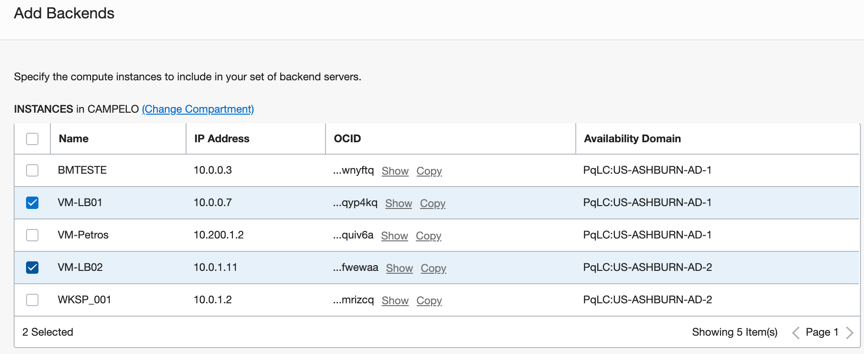 Add Backends
Specify the compute instances to include in your set of backend servers.
INSTANCES in CAMPELO (Change Compartment)
Name IP Address OCID Availability Domain
BMTESTE 10.0.0.3 ...wnyftq Show Copy PqLC:US-ASHBURN-AD-1
VM-LB01 10.0.0.7 ...qyp4kq Show Copy PqLC:US-ASHBURN-AD-1
VM-Petros 10.200.1.2 ...quiv6a Show Copy PqLC:US-ASHBURN-AD-1
VM-LB02 10.0.1.11 ...fwewaa Show Copy PqLC:US-ASHBURN-AD-2
WKSP_001 10.0.1.2 ...mrizcq Show Copy PqLC:US-ASHBURN-AD-2
2 Selected Showing 5 Item(s) Page 1